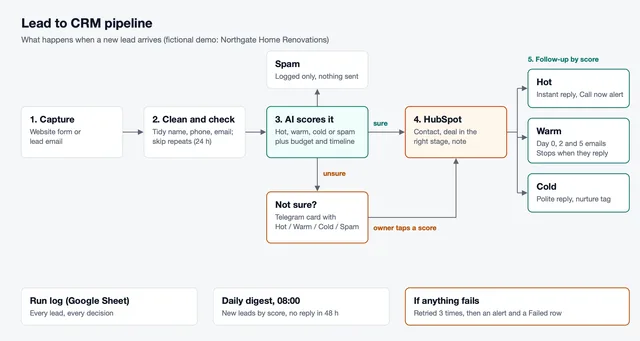 Lead to CRM pipeline
What happens when a new lead arrives (fictional demo: Northgate Home Renovations)
Spam
Logged only, nothing sent
1. Capture
Website form or
lead email
2. Clean and check
Tidy name, phone, email;
skip repeats (24 h)
3. AI scores it
Hot, warm, cold or spam
plus budget and timeline
sure
4. HubSpot
Contact, deal in the
right stage, note
5. Follow-up by score
Hot
Instant reply, Call now alert
Warm
Day 0, 2 and 5 emails
Stops when they reply
Cold
Polite reply, nurture tag
unsure
Not sure?
Telegram card with
Hot / Warm / Cold / Spam
owner taps a score
Run log (Google Sheet)
Every lead, every decision
Daily digest, 08:00
New leads by score, no reply in 48 h
If anything fails
Retried 3 times, then an alert and a Failed row